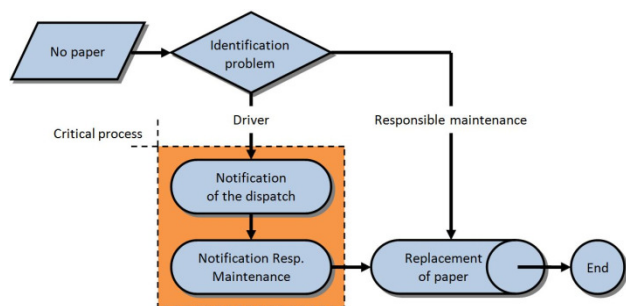 No paper
Identification
problem
Driver
Responsible maintenance
Critical process
Notification
of the dispatch
Notification Resp.
Maintenance
Replacement
of paper
End